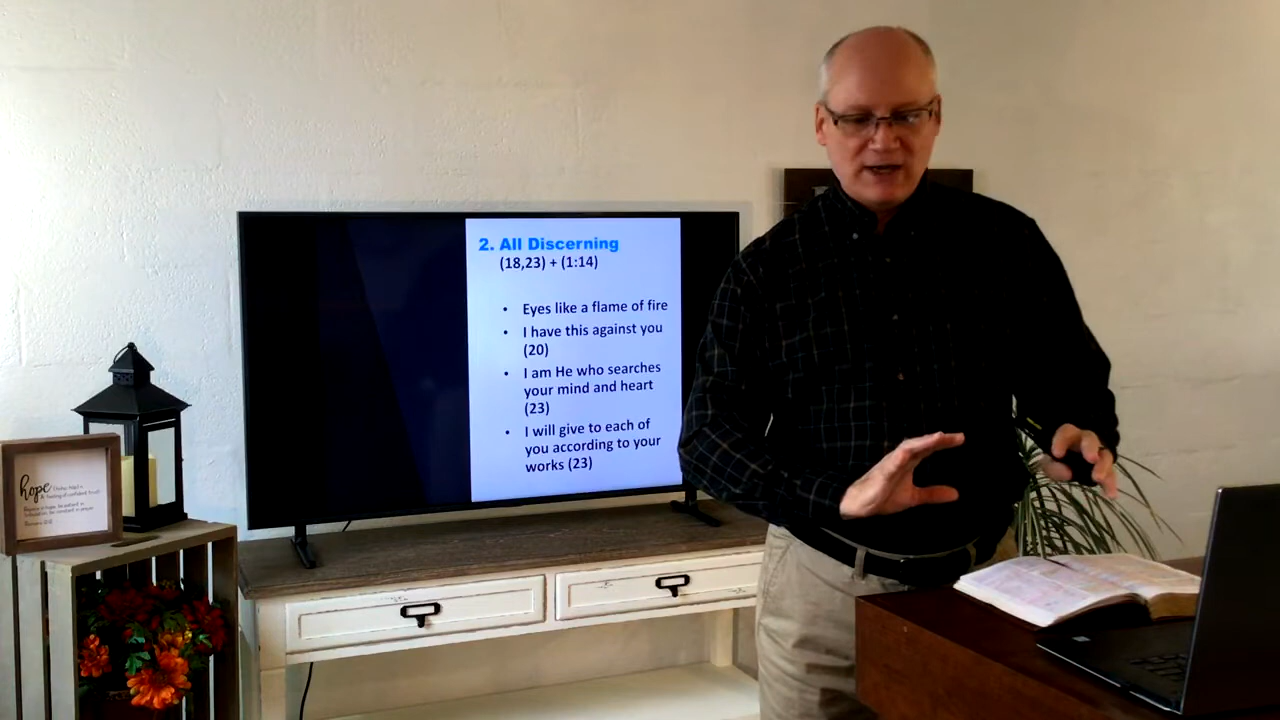 2. All Discerning
(18,23) + (1:14)
• Eyes like a flame of fire
• I have this against you
(20)
• I am He who searches
your mind and heart
(23)
• I will give to each of
you according to your
works (23)
hope